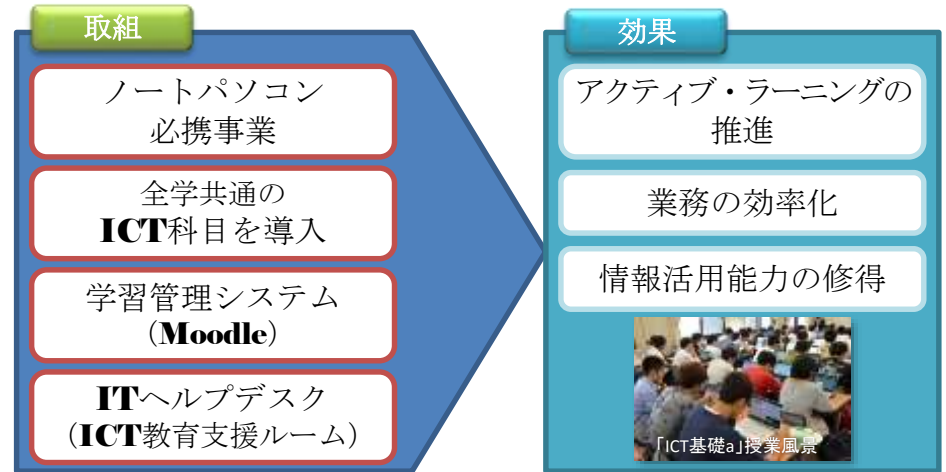 取組
ノートパソコン
必携事業
全学共通の
ICT科目を導入
学習管理システム
（Moodle）
ITヘルプデスク
（ICT教育支援ルーム）
効果
アクティブ・ラーニングの
推進
業務の効率化
情報活用能力の修得
「ICT基礎a」授業風景